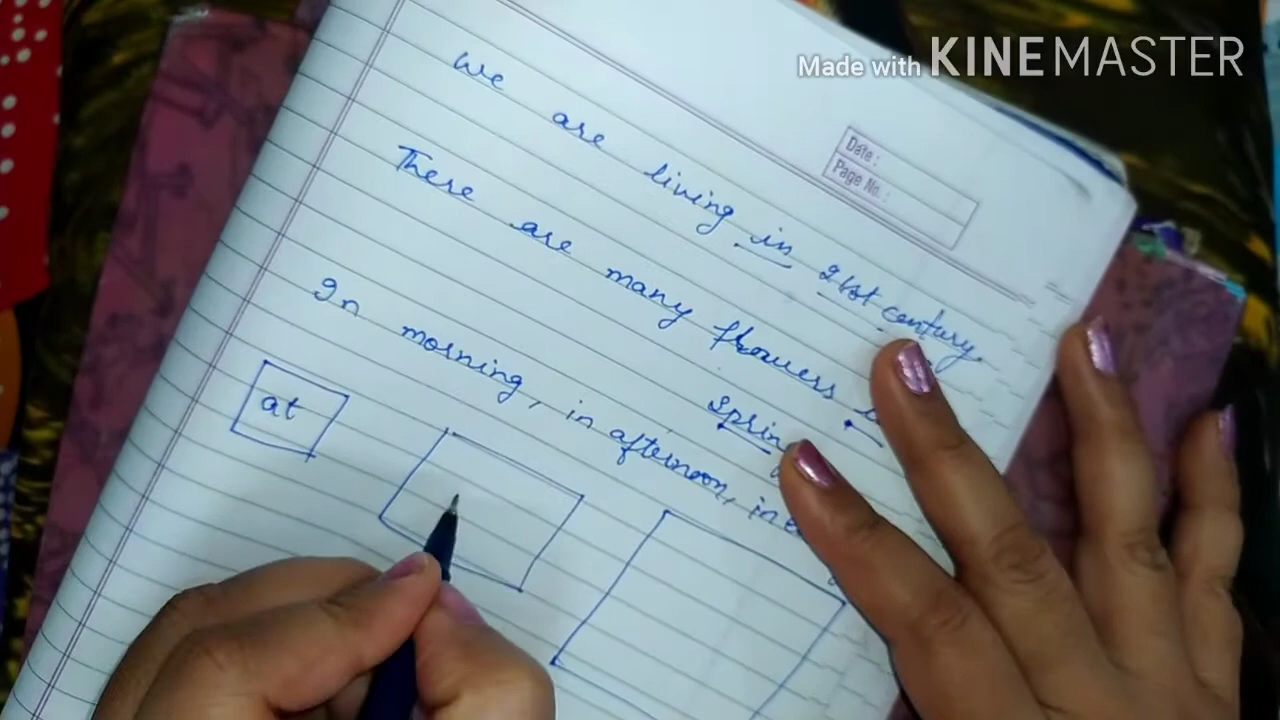 Made with KINEMASTER
Date :
Page No. :
We are living in 21st century.
There are many flowers
In morning, in afternoon, in
at